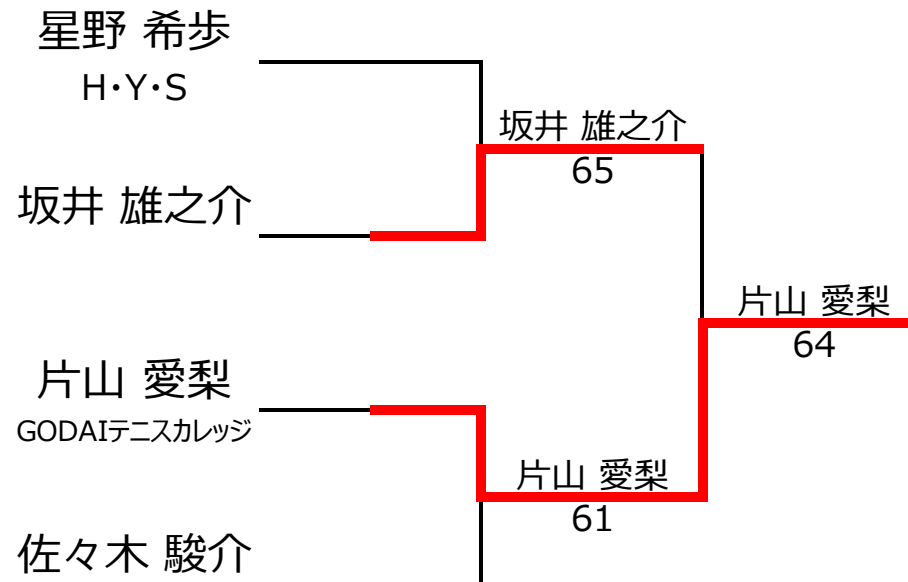 星野 希歩
H・Y・S
坂井 雄之介
65
坂井 雄之介
片山 愛梨
64
片山 愛梨
GODAIテニスカレッジ
片山 愛梨
61
佐々木 駿介